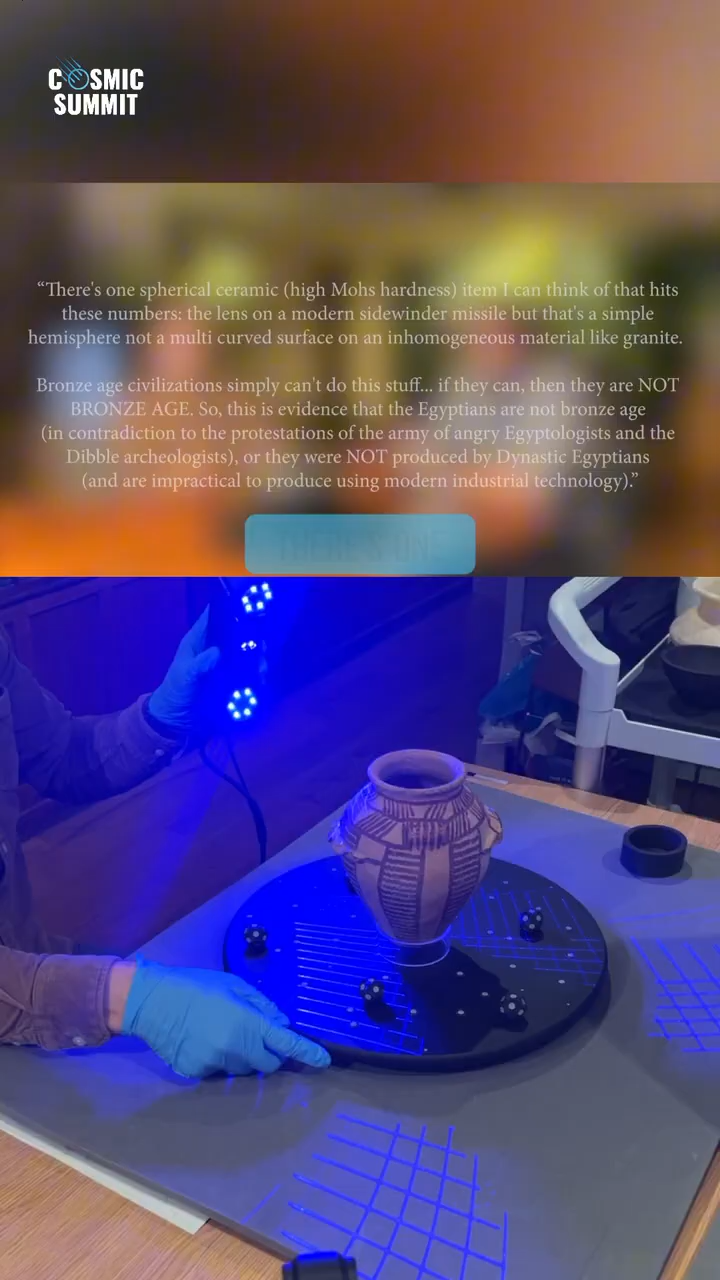 COSMIC
SUMMIT
“There's one spherical ceramic (high Mohs hardness) item I can think of that hits
these numbers: the lens on a modern sidewinder missile but that's a simple
hemisphere not a multi curved surface on an inhomogeneous material like granite.
Bronze age civilizations simply can't do this stuff... if they can, then they are NOT
BRONZE AGE. So, this is evidence that the Egyptians are not bronze age
(in contradiction to the protestations of the army of angry Egyptologists and the
Dibble archeologists), or they were NOT produced by Dynastic Egyptians
(and are impractical to produce using modern industrial technology).”
THERE'S ONE